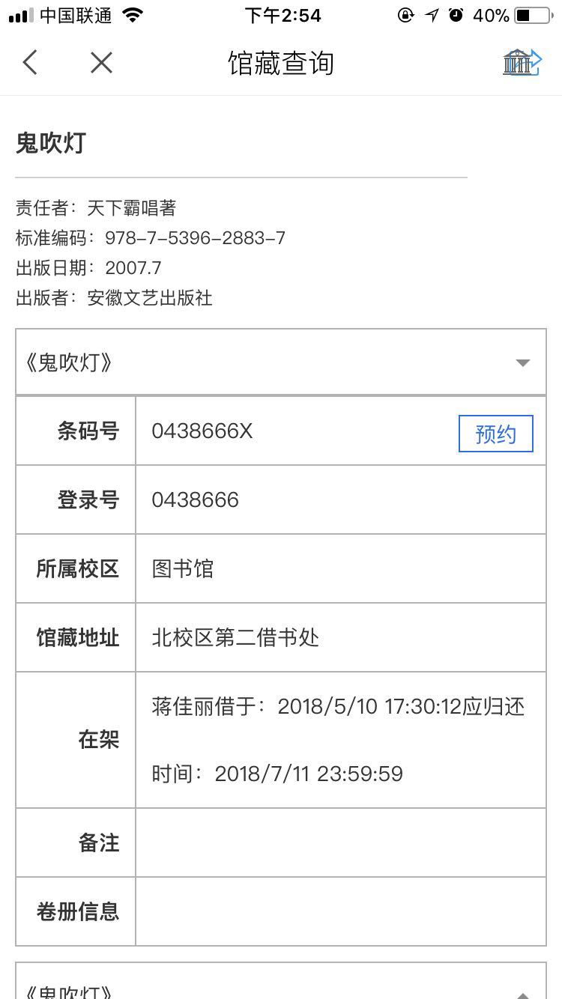 中国联通 下午2:54 40%
馆藏查询
鬼吹灯
责任者：天下霸唱著
标准编码：978-7-5396-2883-7
出版日期：2007.7
出版者：安徽文艺出版社
《鬼吹灯》
条码号 0438666X 预约
登录号 0438666
所属校区 图书馆
馆藏地址 北校区第二借书处
在架 蒋佳丽借于：2018/5/10 17:30:12应归还
时间：2018/7/11 23:59:59
备注
卷册信息
《鬼吹灯》